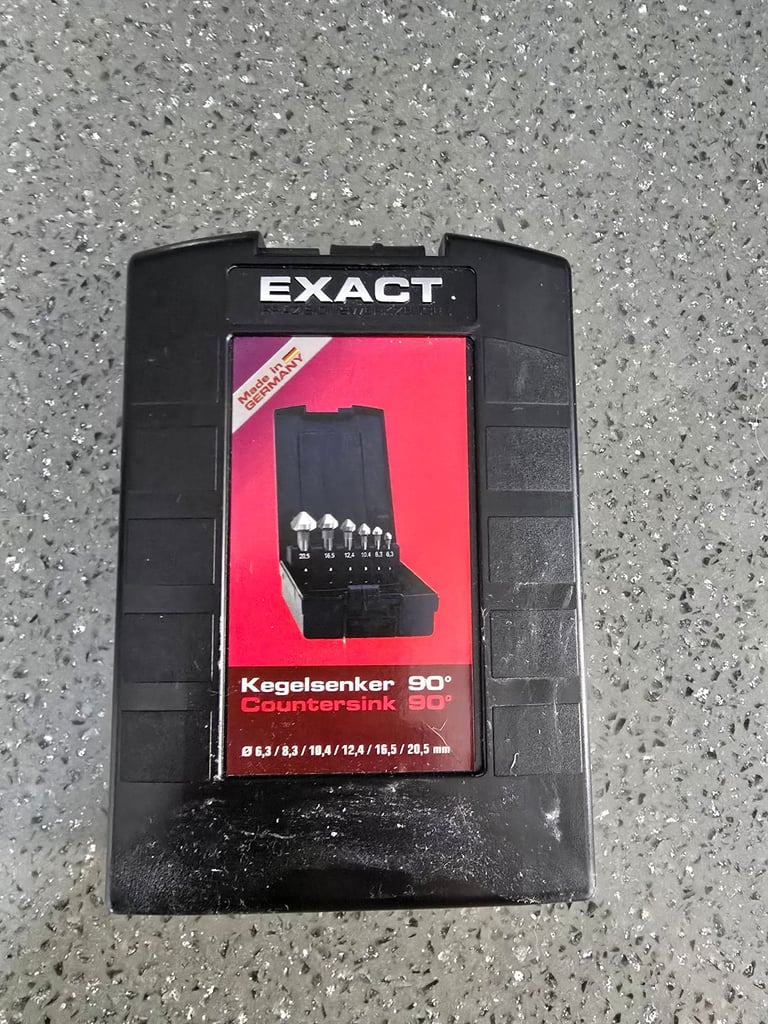 EXACT
PRÄZISIONSWERKZEUGE
Made in
GERMANY
20,5 16,5 12,4 10,4 8,3 6,3
Kegelsenker 90°
Countersink 90°
Ø 6,3 / 8,3 / 10,4 / 12,4 / 16,5 / 20,5 mm